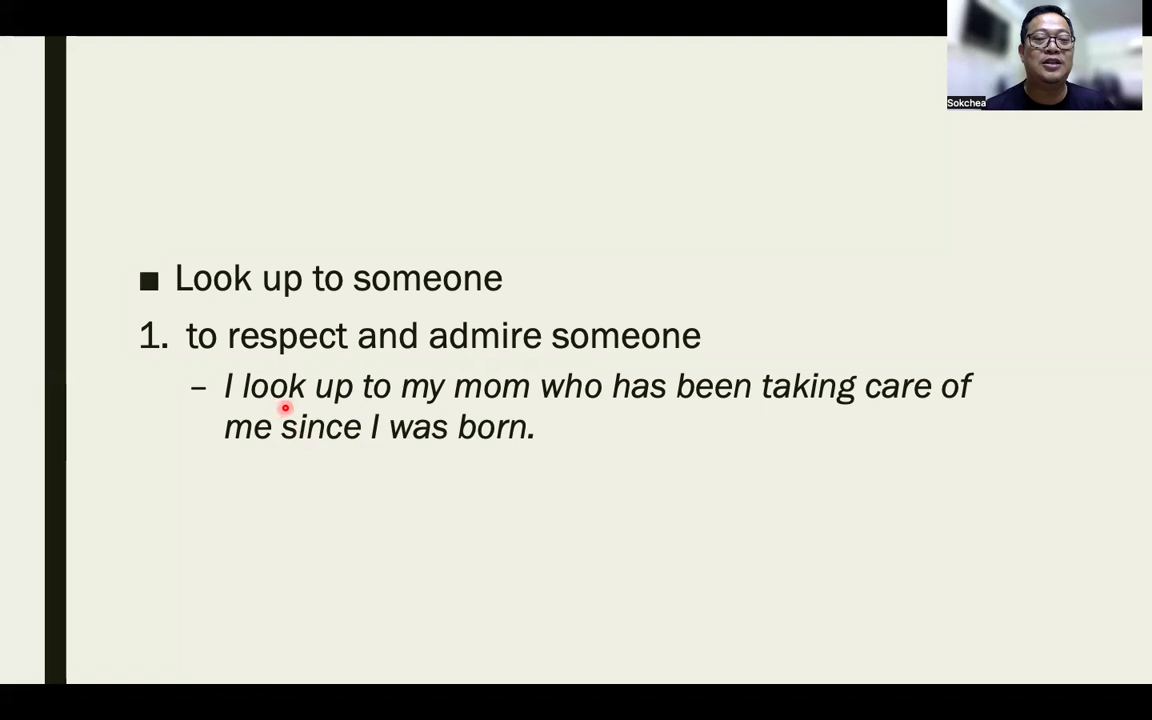 Sokchea
■ Look up to someone
1. to respect and admire someone
– I look up to my mom who has been taking care of
me since I was born.